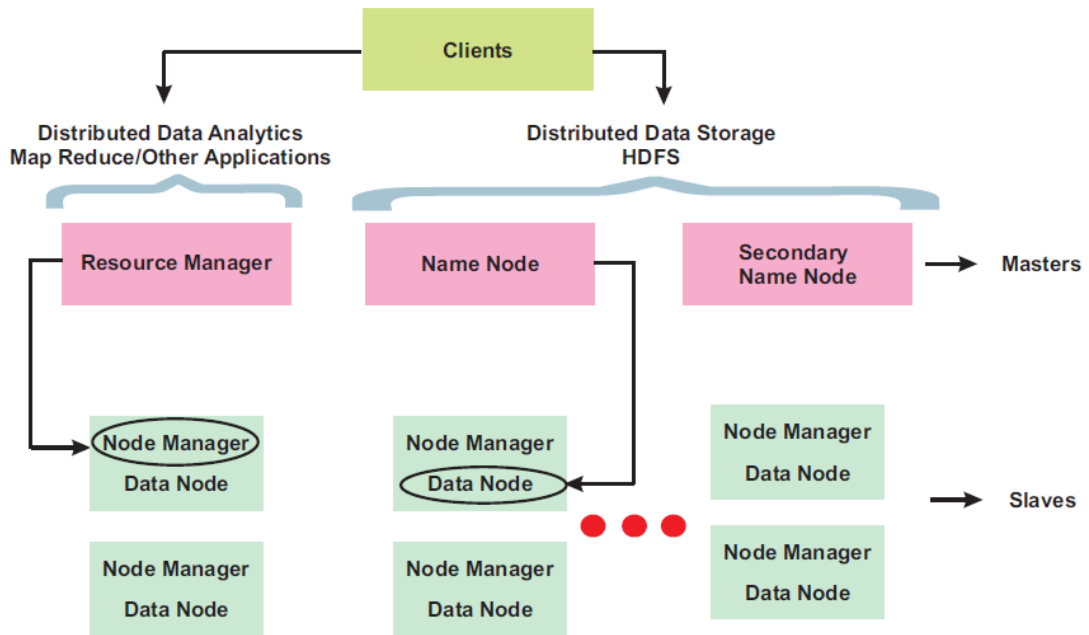 Clients
Distributed Data Analytics
Map Reduce/Other Applications
Distributed Data Storage
HDFS
Resource Manager
Name Node
Secondary
Name Node
Masters
Node Manager
Data Node
Node Manager
Data Node
Node Manager
Data Node
Slaves
Node Manager
Data Node
Node Manager
Data Node
Node Manager
Data Node